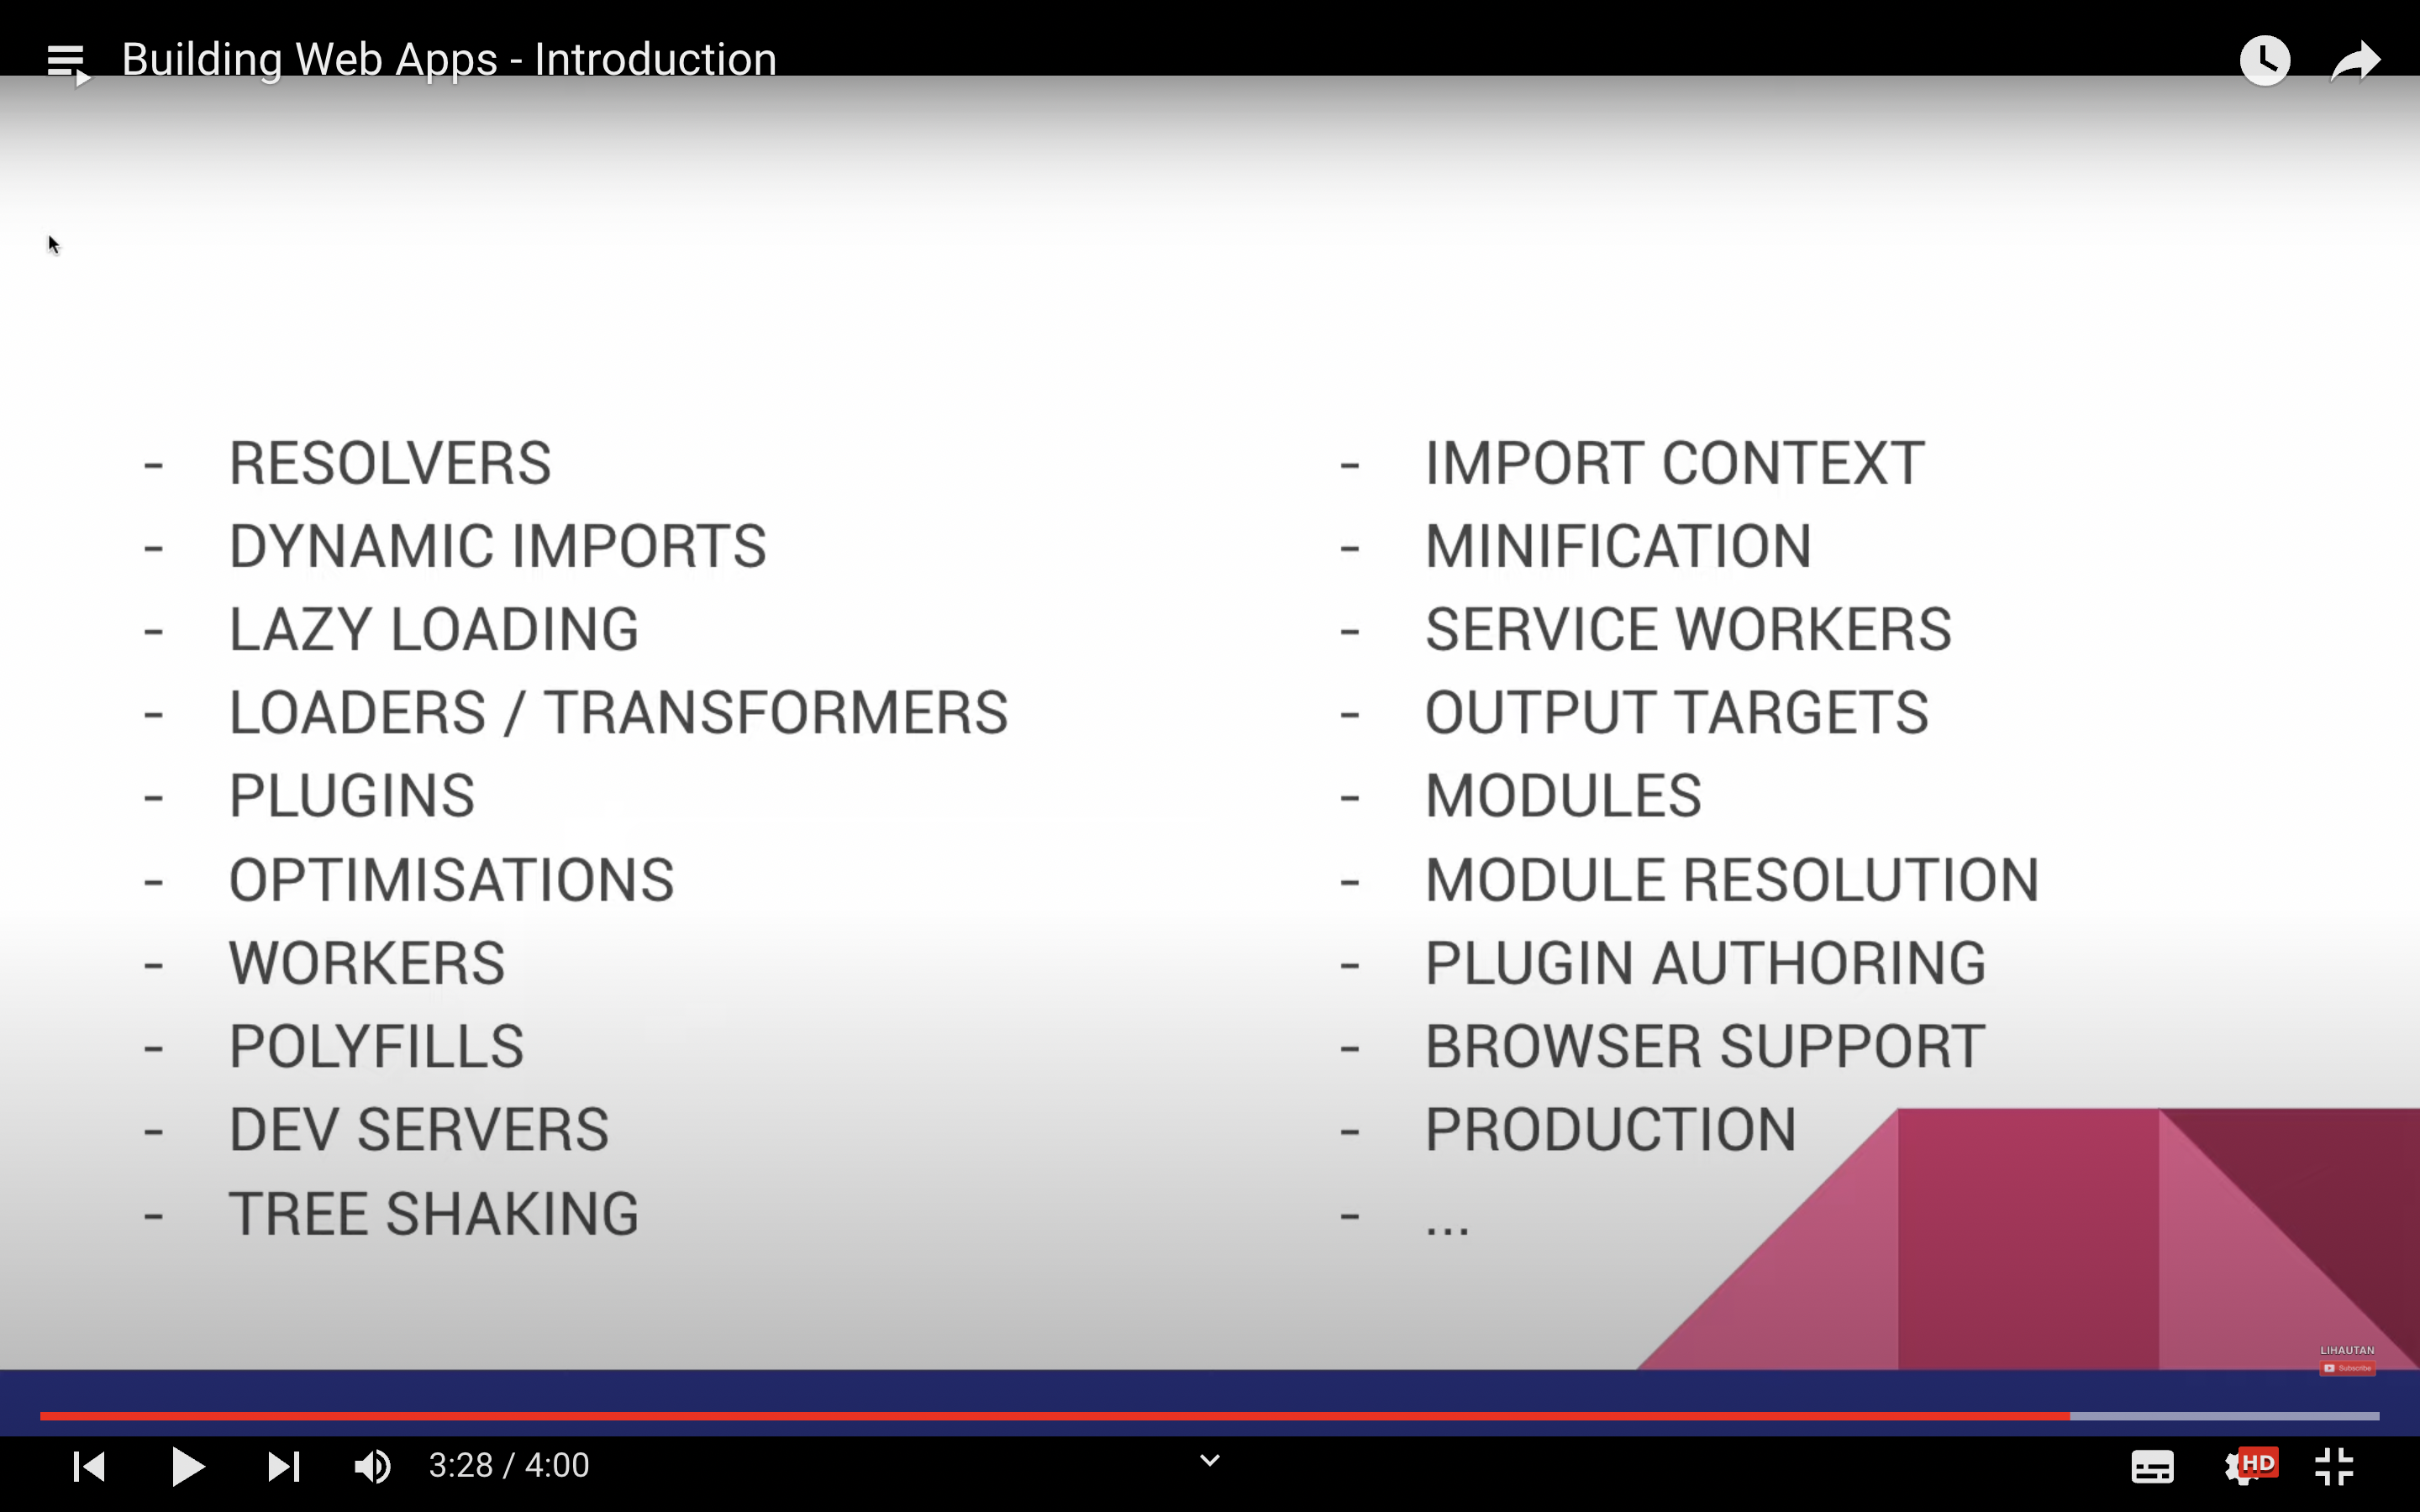 Building Web Apps - Introduction
- RESOLVERS
- DYNAMIC IMPORTS
- LAZY LOADING
- LOADERS / TRANSFORMERS
- PLUGINS
- OPTIMISATIONS
- WORKERS
- POLYFILLS
- DEV SERVERS
- TREE SHAKING
- IMPORT CONTEXT
- MINIFICATION
- SERVICE WORKERS
- OUTPUT TARGETS
- MODULES
- MODULE RESOLUTION
- PLUGIN AUTHORING
- BROWSER SUPPORT
- PRODUCTION
- ...
LIHAUTAN
Subscribe
3:28 / 4:00
HD